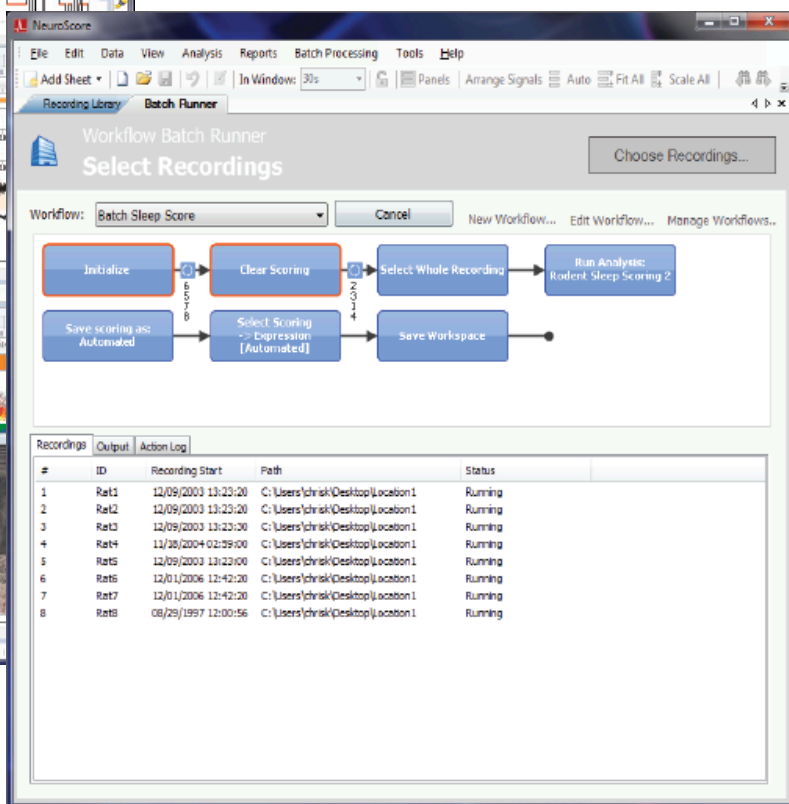 NeuroScore
File Edit Data View Analysis Reports Batch Processing Tools Help
Add Sheet In Window: 30s Panels Arrange Signals Auto Fit All Scale All
Recording Library Batch Runner
Workflow Batch Runner
Select Recordings
Choose Recordings...
Workflow: Batch Sleep Score Cancel New Workflow... Edit Workflow... Manage Workflows...
Initialize
6
5
7
8
Clear Scoring
2
3
1
4
Select Whole Recording
Run Analysis:
Rodent Sleep Scoring 2
Save scoring as:
Automated
Select Scoring
-> Expression
[Automated]
Save Workspace
Recordings Output Action Log
# ID Recording Start Path Status
1 Rat1 12/09/2003 13:23:20 C:\Users\chrisk\Desktop\Location1 Running
2 Rat2 12/09/2003 13:23:20 C:\Users\chrisk\Desktop\Location1 Running
3 Rat3 12/09/2003 13:23:30 C:\Users\chrisk\Desktop\Location1 Running
4 Rat4 11/18/2004 02:59:00 C:\Users\chrisk\Desktop\Location1 Running
5 Rat5 12/09/2003 13:23:00 C:\Users\chrisk\Desktop\Location1 Running
6 Rat6 12/01/2006 12:42:20 C:\Users\chrisk\Desktop\Location1 Running
7 Rat7 12/01/2006 12:42:20 C:\Users\chrisk\Desktop\Location1 Running
8 Rat8 08/29/1997 12:00:56 C:\Users\chrisk\Desktop\Location1 Running